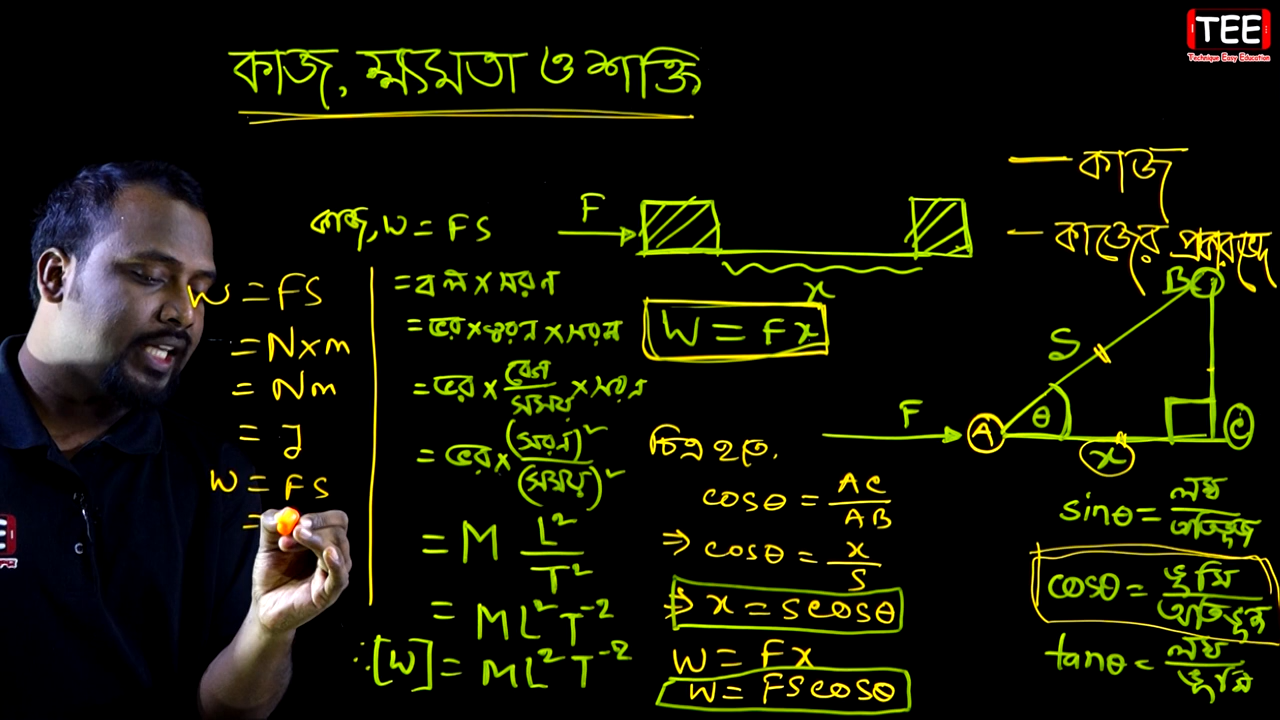 TEE
Technique Easy Education
কাজ, ক্ষমতা ও শক্তি
— কাজ
— কাজের প্রকারভেদ
কাজ, W = FS
F
x
W = Fx
W = FS
= N×m
= Nm
= J
W = FS
=
= বল × সরণ
= ভর × ত্বরণ × সরণ
= ভর × বেগ/সময় × সরণ
= ভর × (সরণ)²/(সময়)²
= M L²/T²
= ML²T⁻²
∴ [W] = ML²T⁻²
চিত্র হতে,
cosθ = AC/AB
⇒ cosθ = x/S
⇒ x = Scosθ
W = Fx
W = FScosθ
B
S
F
A
θ
C
x
sinθ = লম্ব/অতিভূজ
cosθ = ভূমি/অতিভূজ
tanθ = লম্ব/ভূমি